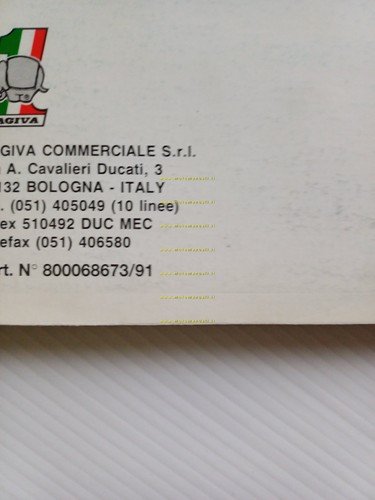 AGIVA
GIVA COMMERCIALE S.r.l.
A. Cavalieri Ducati, 3
132 BOLOGNA - ITALY
. (051) 405049 (10 linee)
ex 510492 DUC MEC
efax (051) 406580
rt. N° 800068673/91